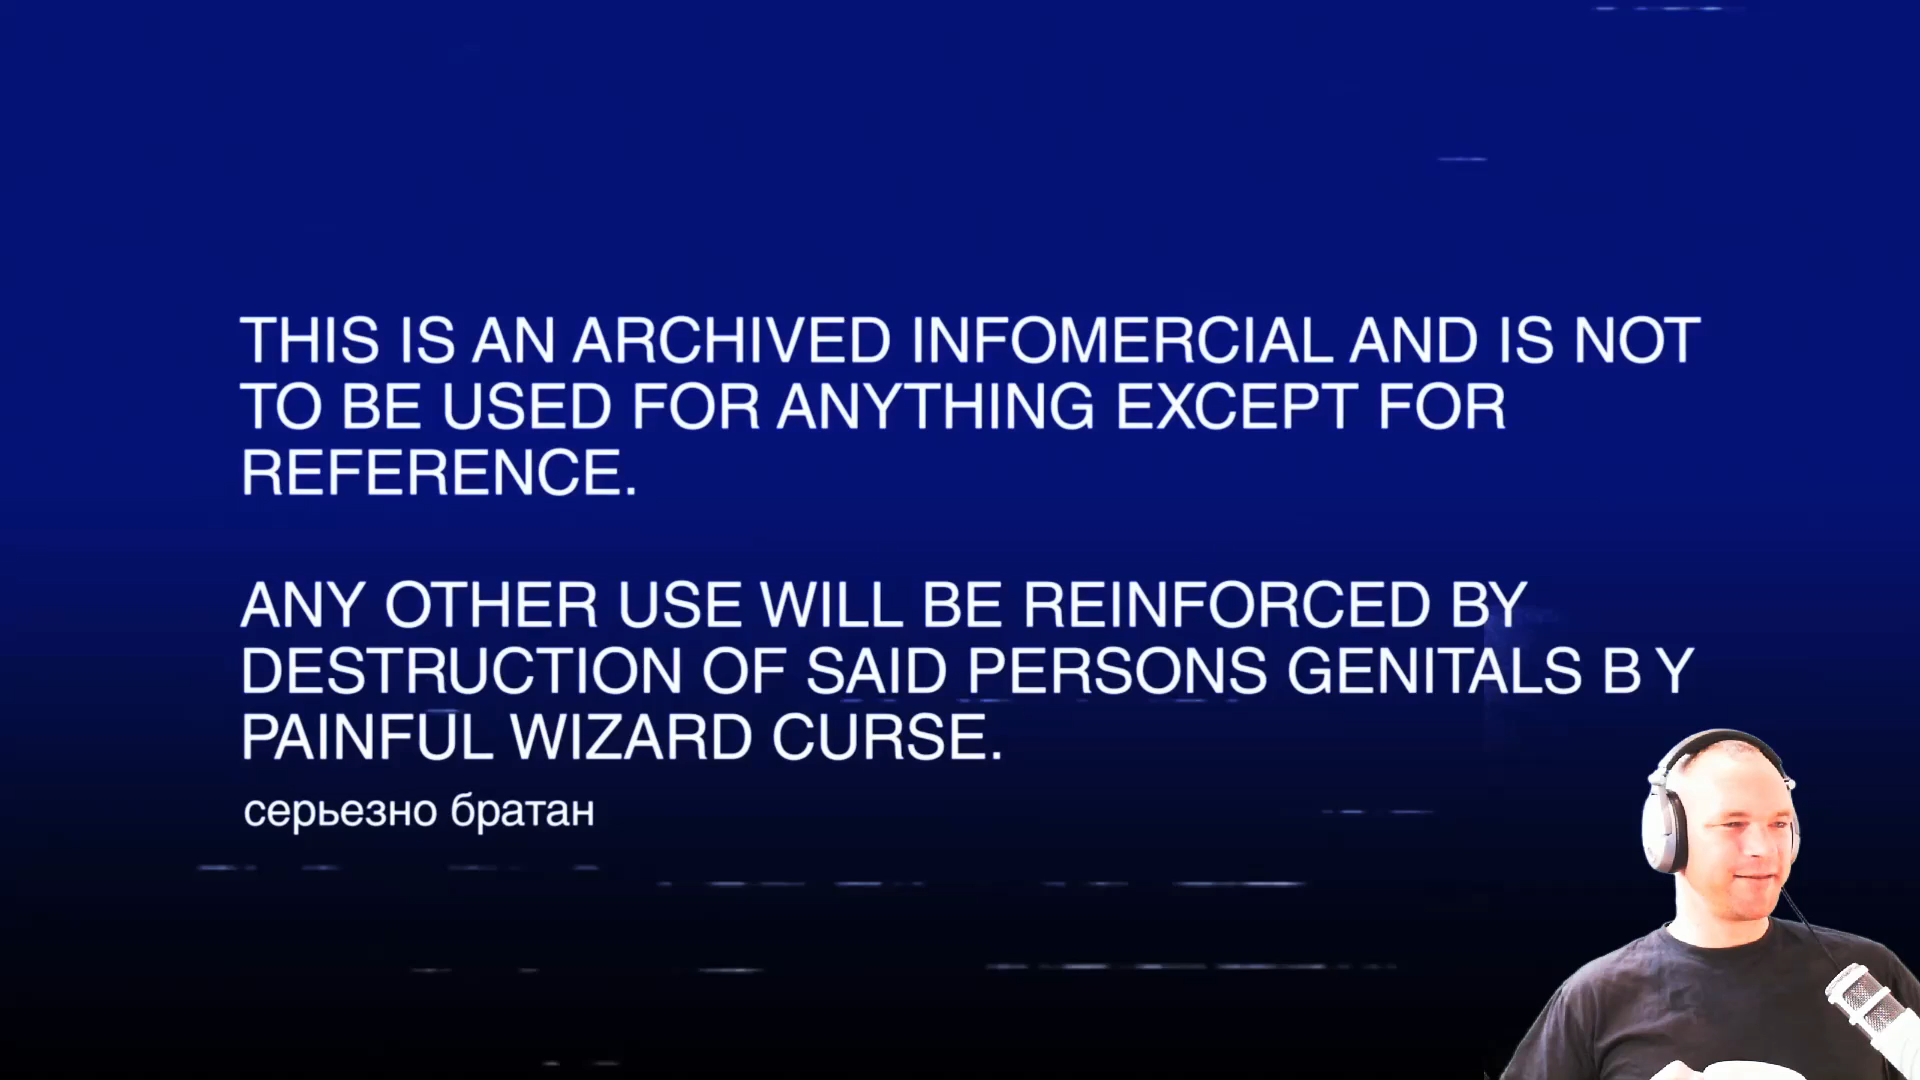 THIS IS AN ARCHIVED INFOMERCIAL AND IS NOT
TO BE USED FOR ANYTHING EXCEPT FOR
REFERENCE.
ANY OTHER USE WILL BE REINFORCED BY
DESTRUCTION OF SAID PERSONS GENITALS B Y
PAINFUL WIZARD CURSE.
серьезно братан